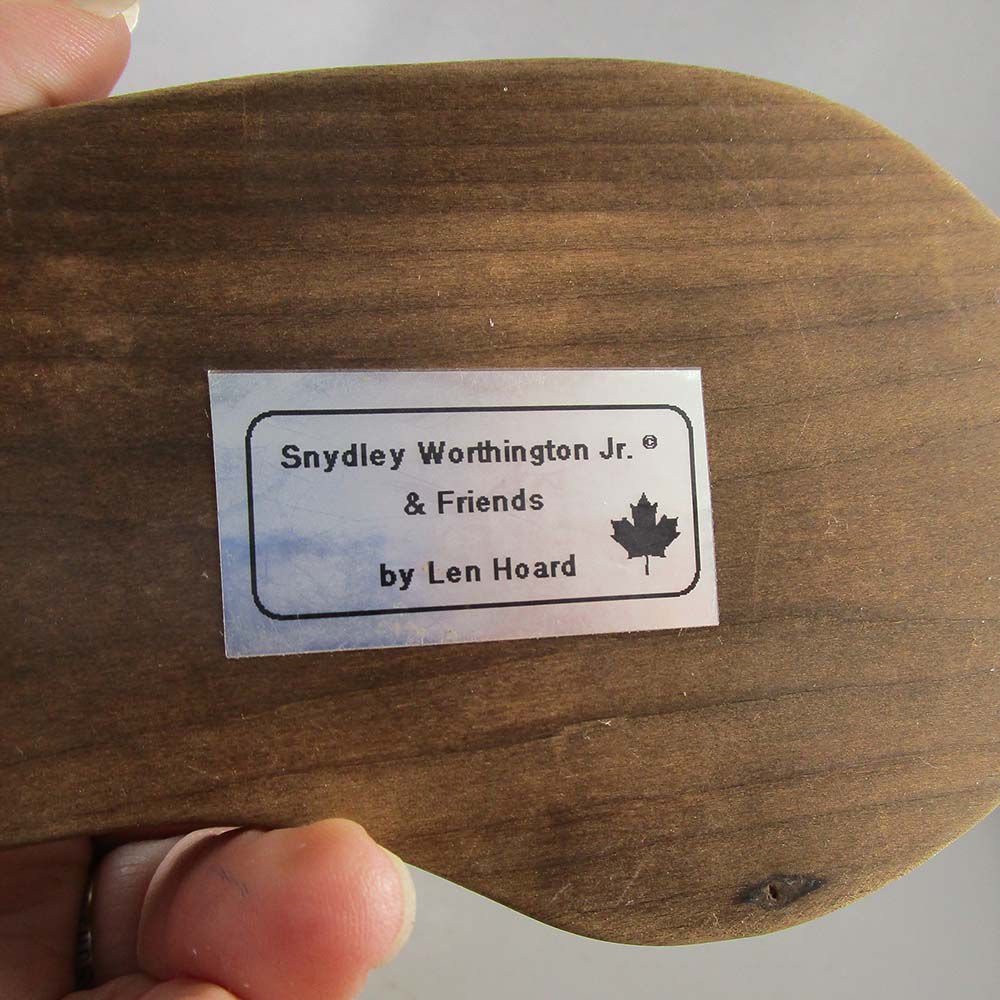 Snydley Worthington Jr. ©
& Friends
by Len Hoard